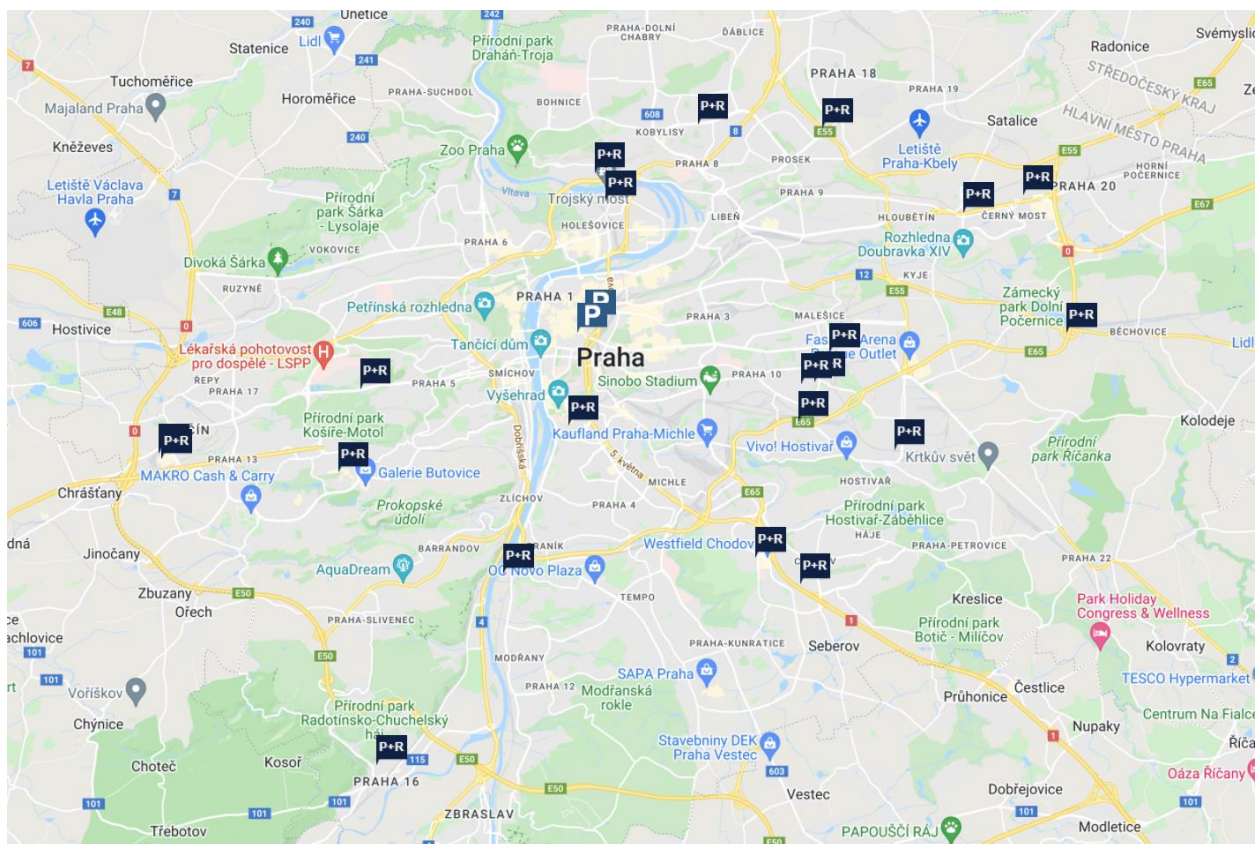 Únětice
240
242
Lidl
Statenice
241
7
Přírodní park
Draháň-Troja
PRAHA-DOLNÍ
CHABRY
ĎÁBLICE
Radonice
Svémyslice
STŘEDOČESKÝ KRAJ
HLAVNÍ MĚSTO PRAHA
Tuchoměřice
Majaland Praha
Horoměřice
PRAHA-SUCHDOL
BOHNICE
608
KOBYLISY
P+R
8
PRAHA 18
P+R
E55
PRAHA 19
Letiště
Praha-Kbely
Satalice
240
Kněževes
Zoo Praha
P+R
PRAHA 8
PROSEK
E55
HORNÍ
POČERNICE
Letiště Václava
Havla Praha
7
Přírodní
park Šárka
- Lysolaje
Vltava
P+R
Trojský most
PRAHA 9
LIBEŇ
P+R
P+R
PRAHA 20
ČERNÝ MOST
E67
HLOUBĚTÍN
HOLEŠOVICE
PRAHA 6
VOKOVICE
Divoká Šárka
RUZYNĚ
Rozhledna
Doubravka XIV
0
KYJE
12
E55
E48
606
Hostivice
0
Petřínská rozhledna
PRAHA 1
P
P
PRAHA 3
MALEŠICE
Zámecký
park Dolní
Počernice
P+R
BĚCHOVICE
E65
Lékařská pohotovost
pro dospělé - LSPP
Tančící dům
Praha
P+R
P+R
SMÍCHOV
PRAHA 5
P+R
ŘEPY
PRAHA 17
Sinobo Stadium
PRAHA 10
Vyšehrad
P+R
P+R
E65
Koloděje
Přírodní park
Košíře-Motol
0
P+R
PRAHA 13
Dobříšská
Kaufland Praha-Michle
5. května
Vivo! Hostivař
P+R
Krtkův svět
Přírodní
park Říčanka
P+R
Galerie Butovice
MAKRO Cash & Carry
Chrášťany
MICHLE
HOSTIVAŘ
E65
ZLÍCHOV
PRAHA 4
Prokopské
údolí
Přírodní park
Hostivař-Záběhlice
Jinočany
BARRANDOV
P+R
Westfield Chodov
P+R
HÁJE
PRAHA-PETROVICE
PRAHA 22
AquaDream
OC Novo Plaza
P+R
Zbuzany
Ořech
E50
TEMPO
Kreslice
Park Holiday
Congress & Wellness
PRAHA-SLIVENEC
4
1
PRAHA-KUNRATICE
Šeberov
Přírodní park
Botič - Milíčov
Kolovraty
101
E50
MODŘANY
2
101
Voříškov
SAPA Praha
PRAHA 12
Modřanská
rokle
Čestlice
TESCO Hypermarket
101
Chýnice
Přírodní park
Radotínsko-Chuchelský
háj
Průhonice
Nupaky
Centrum Na Fialce
Stavebniny DEK
Praha Vestec
1
P+R
115
E50
603
Choteč
Kosoř
PRAHA 16
E50
Oáza Říčany
101
101
101
Vestec
Dobřejovice
101
Třebotov
ZBRASLAV
PAPOUŠČÍ RÁJ
Modletice